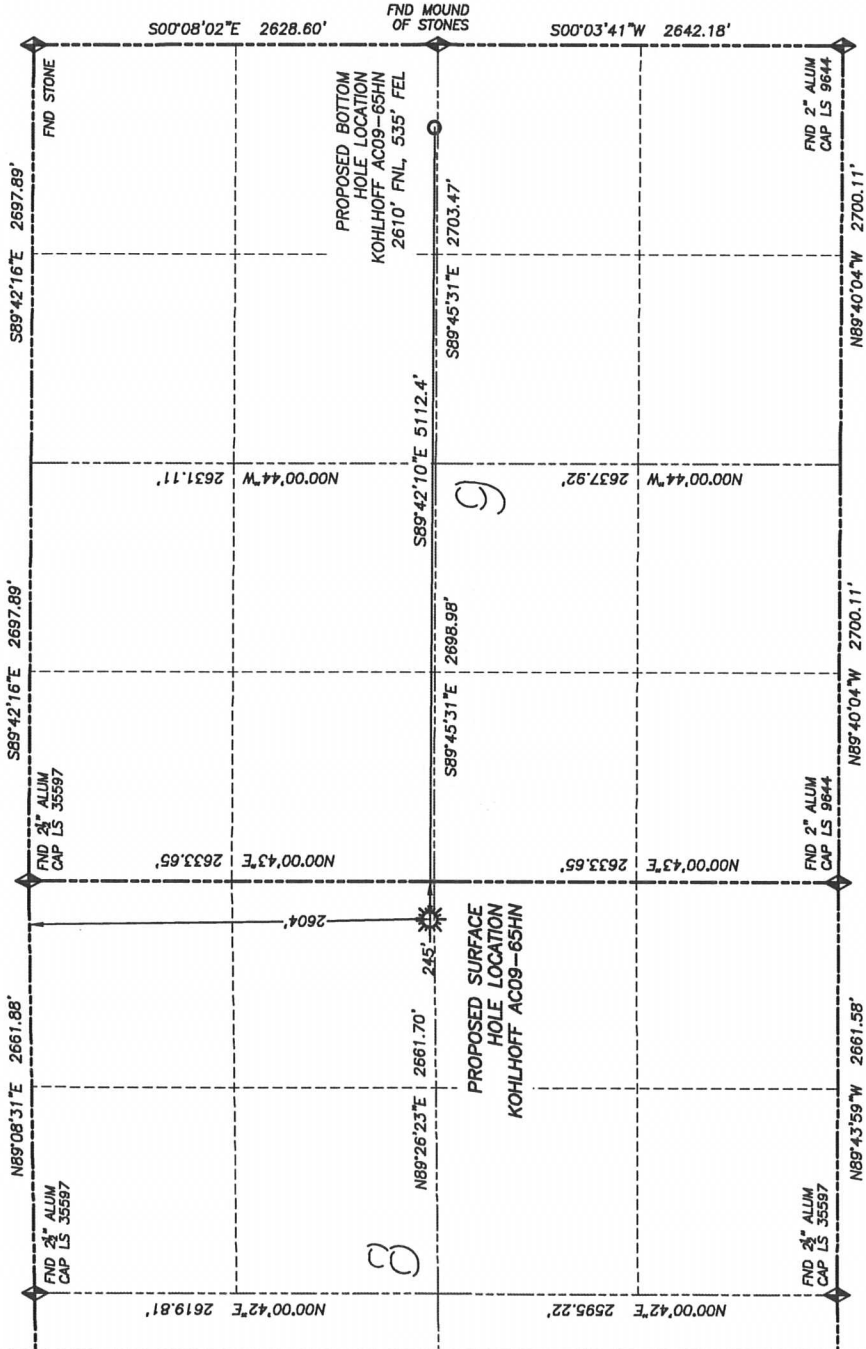 FND MOUND
OF STONES
S00°08'02"E 2628.60'
S00°03'41"W 2642.18'
FND STONE
S89°42'16"E 2697.89'
S89°42'16"E 2697.89'
FND 2½" ALUM
CAP LS 35597
N89°08'31"E 2661.88'
FND 2½" ALUM
CAP LS 35597
PROPOSED BOTTOM
HOLE LOCATION
KOHLHOFF AC09-65HN
2610' FNL, 535' FEL
N00°00'44"W 2631.11'
N00°00'43"E 2633.65'
2604'
N00°00'42"E 2619.81'
S89°45'31"E 2703.47'
S89°42'10"E 5112.4'
9
S89°45'31"E 2698.98'
245'
N89°26'23"E 2661.70'
PROPOSED SURFACE
HOLE LOCATION
KOHLHOFF AC09-65HN
8
N00°00'44"W 2637.92'
N00°00'43"E 2633.65'
N00°00'42"E 2595.22'
FND 2" ALUM
CAP LS 9644
FND 2" ALUM
CAP LS 9644
FND 2½" ALUM
CAP LS 35597
N89°40'04"W 2700.11'
N89°40'04"W 2700.11'
N89°43'59"W 2661.58'